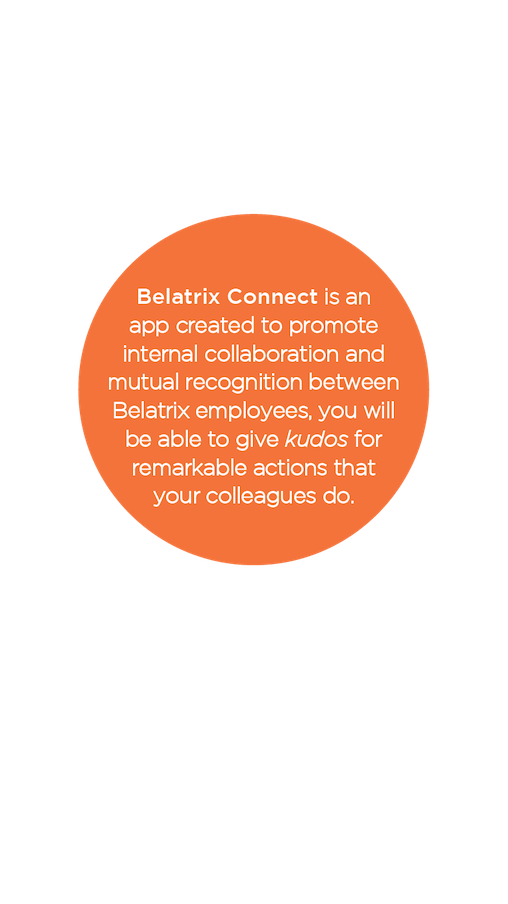 Belatrix Connect is an
app created to promote
internal collaboration and
mutual recognition between
Belatrix employees, you will
be able to give kudos for
remarkable actions that
your colleagues do.